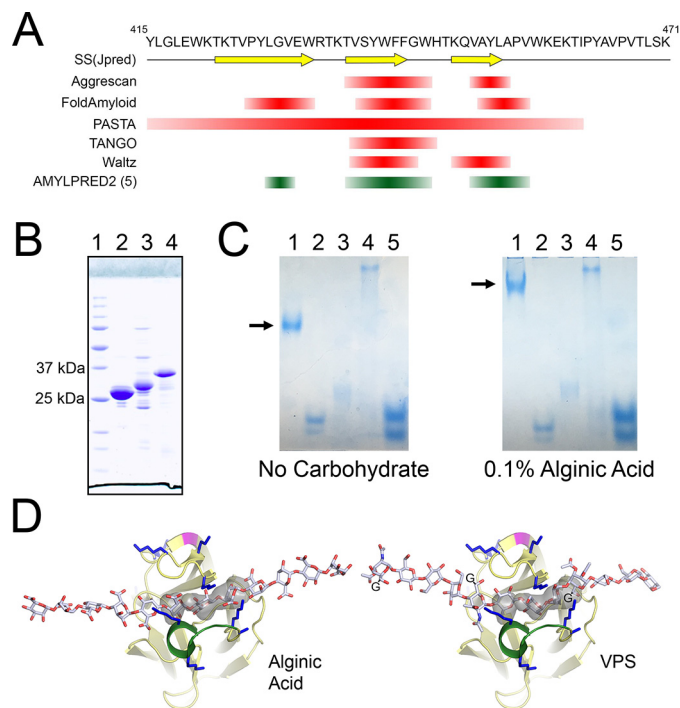 A
415 471
YLGLEWKTKTVPYLGVEWRTKTVSYWFFGWHTKQVAYLAPVWKEKTIPYAVPVTLSK
SS(Jpred)
Aggrescan
FoldAmyloid
PASTA
TANGO
Waltz
AMYLPRED2 (5)
B C
1 2 3 4
1 2 3 4 5
1 2 3 4 5
37 kDa
25 kDa
No Carbohydrate
0.1% Alginic Acid
D
G
G
G
Alginic
Acid
VPS